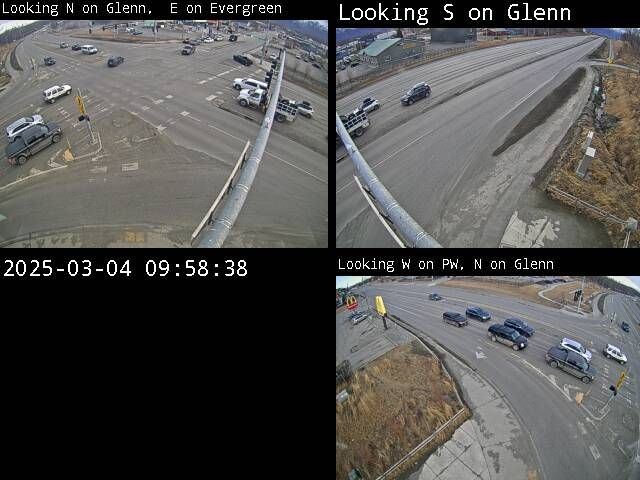 Looking N on Glenn,  E on Evergreen
Looking S on Glenn
2025-03-04 09:58:38
Looking W on PW, N on Glenn